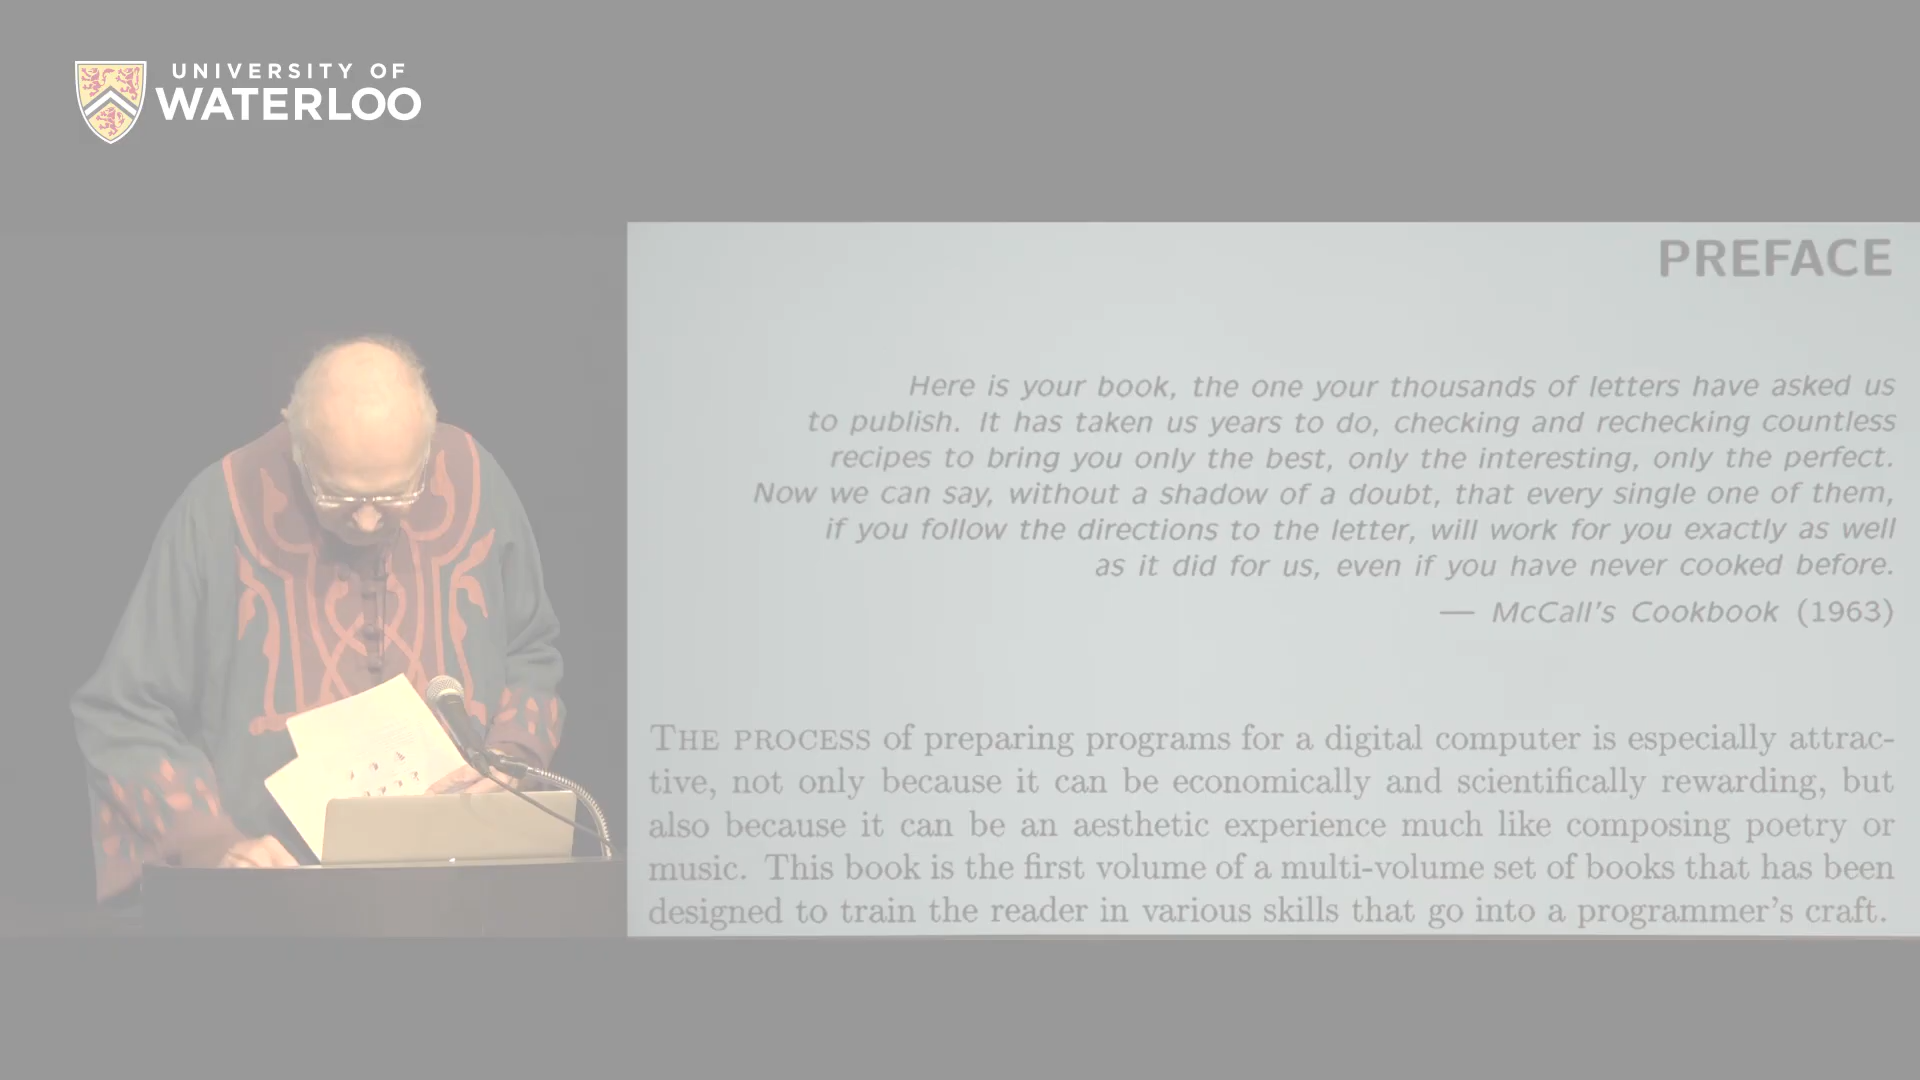 UNIVERSITY OF
WATERLOO
PREFACE
Here is your book, the one your thousands of letters have asked us
to publish. It has taken us years to do, checking and rechecking countless
recipes to bring you only the best, only the interesting, only the perfect.
Now we can say, without a shadow of a doubt, that every single one of them,
if you follow the directions to the letter, will work for you exactly as well
as it did for us, even if you have never cooked before.
— McCall's Cookbook (1963)
THE PROCESS of preparing programs for a digital computer is especially attrac-
tive, not only because it can be economically and scientifically rewarding, but
also because it can be an aesthetic experience much like composing poetry or
music. This book is the first volume of a multi-volume set of books that has been
designed to train the reader in various skills that go into a programmer's craft.